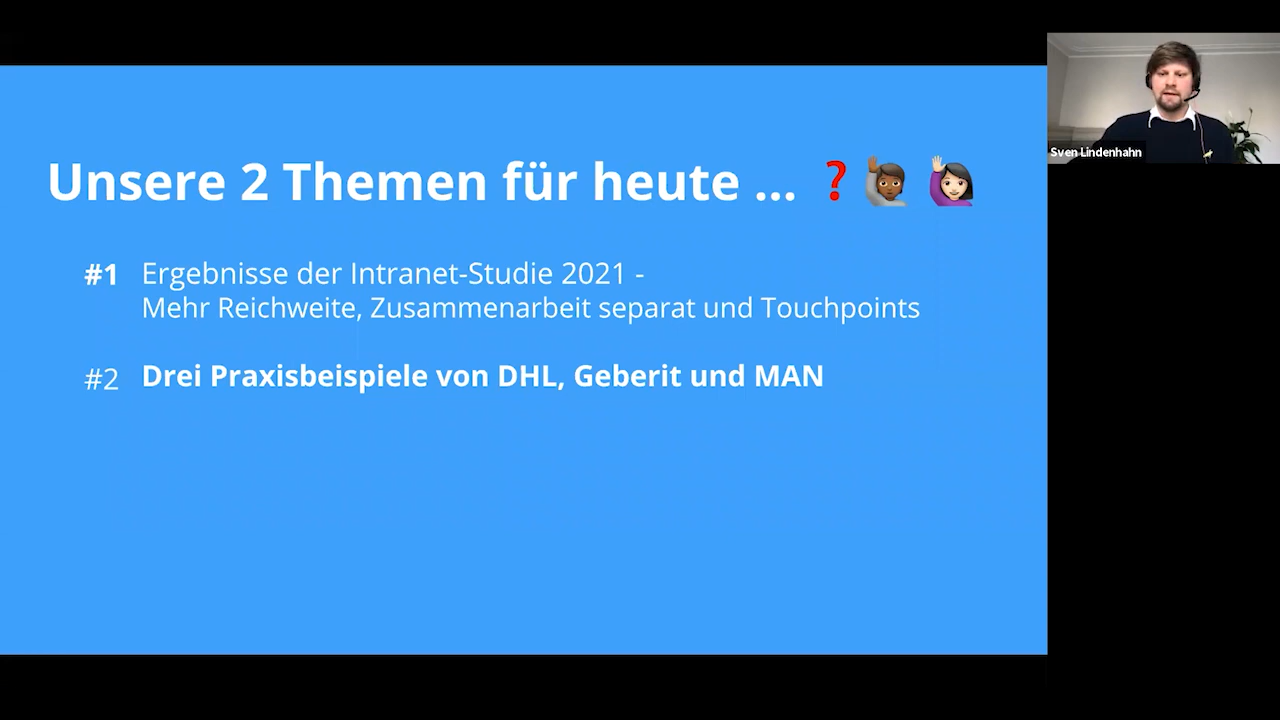 Unsere 2 Themen für heute ... ❓🙋🏾 🙋🏻‍♀️
#1 Ergebnisse der Intranet-Studie 2021 -
Mehr Reichweite, Zusammenarbeit separat und Touchpoints
#2 Drei Praxisbeispiele von DHL, Geberit und MAN
Sven Lindenhahn